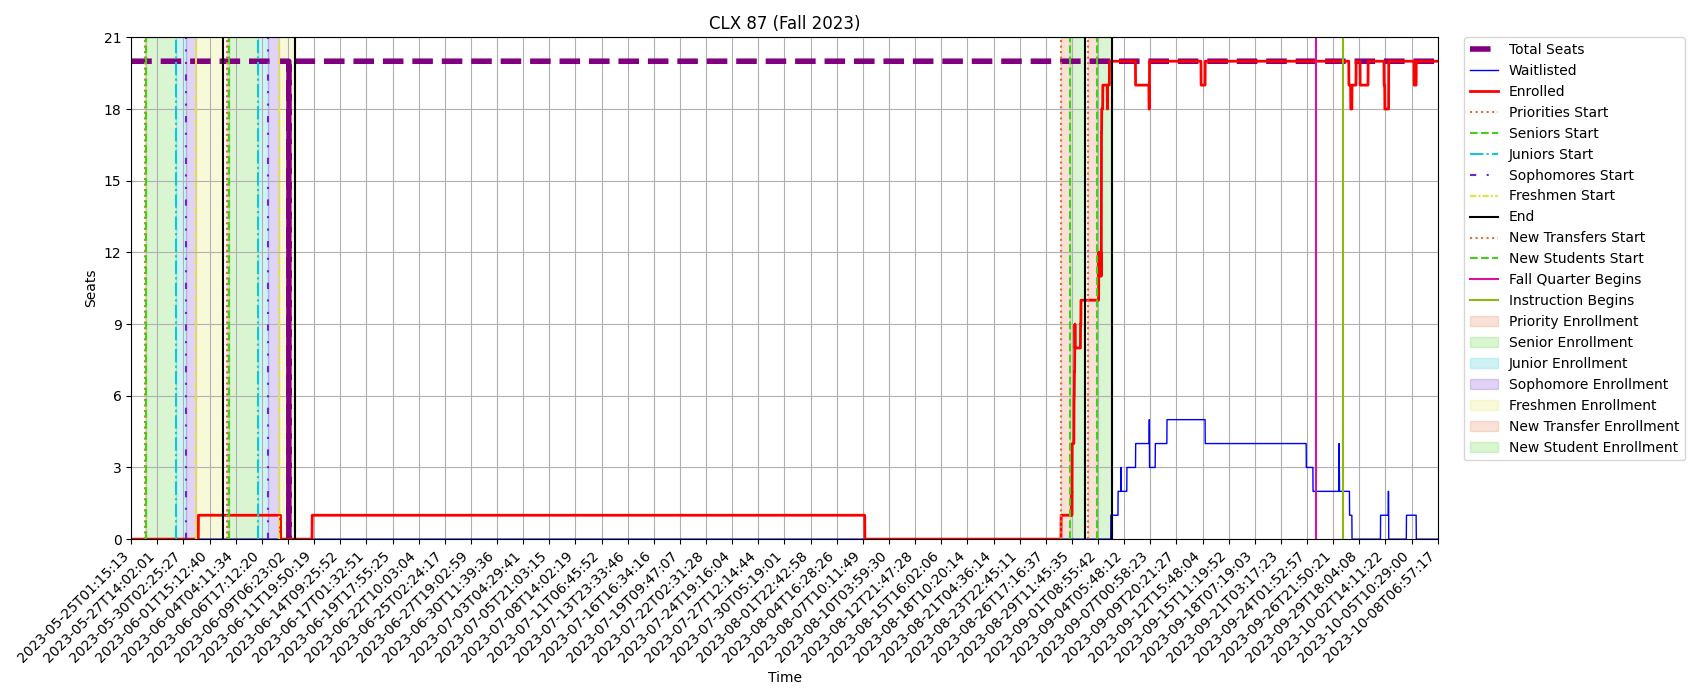 CLX 87 (Fall 2023)
21
18
15
12
9
6
3
0
Seats
2023-05-25T01:15:13
2023-05-27T14:02:01
2023-05-30T02:25:27
2023-06-01T15:12:40
2023-06-04T04:11:34
2023-06-06T17:12:20
2023-06-09T06:23:02
2023-06-11T19:50:19
2023-06-14T09:25:52
2023-06-17T01:32:51
2023-06-19T17:55:25
2023-06-22T10:03:04
2023-06-25T02:24:17
2023-06-27T19:02:59
2023-06-30T11:39:36
2023-07-03T04:29:41
2023-07-05T21:03:15
2023-07-08T14:02:19
2023-07-11T06:45:52
2023-07-13T23:33:46
2023-07-16T16:34:16
2023-07-19T09:47:07
2023-07-22T02:31:28
2023-07-24T19:16:04
2023-07-27T12:14:44
2023-07-30T05:19:01
2023-08-01T22:42:58
2023-08-04T16:28:26
2023-08-07T10:11:49
2023-08-10T03:59:30
2023-08-12T21:47:28
2023-08-15T16:02:06
2023-08-18T10:20:14
2023-08-21T04:36:14
2023-08-23T22:45:11
2023-08-26T17:16:37
2023-08-29T11:45:35
2023-09-01T08:55:42
2023-09-04T05:48:12
2023-09-07T00:58:23
2023-09-09T20:21:27
2023-09-12T15:48:04
2023-09-15T11:19:52
2023-09-18T07:19:03
2023-09-21T03:17:23
2023-09-24T01:52:57
2023-09-26T21:50:21
2023-09-29T18:04:08
2023-10-02T14:11:22
2023-10-05T10:29:00
2023-10-08T06:57:17
Time
Total Seats
Waitlisted
Enrolled
Priorities Start
Seniors Start
Juniors Start
Sophomores Start
Freshmen Start
End
New Transfers Start
New Students Start
Fall Quarter Begins
Instruction Begins
Priority Enrollment
Senior Enrollment
Junior Enrollment
Sophomore Enrollment
Freshmen Enrollment
New Transfer Enrollment
New Student Enrollment